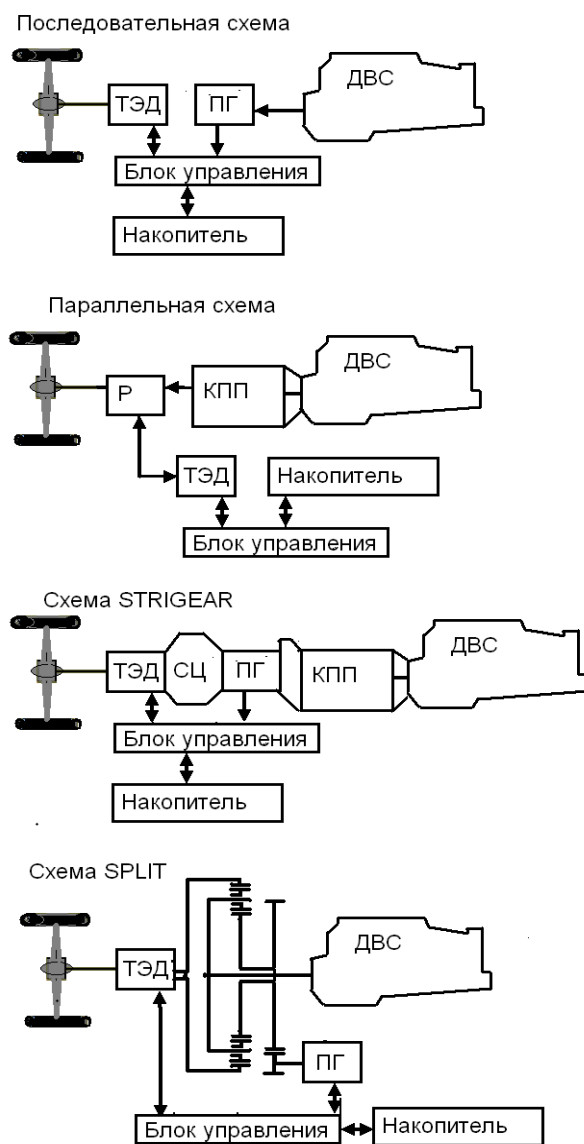 Последовательная схема
ТЭД
ПГ
ДВС
Блок управления
Накопитель
Параллельная схема
Р
КПП
ДВС
ТЭД
Накопитель
Блок управления
Схема STRIGEAR
ТЭД
СЦ
ПГ
КПП
ДВС
Блок управления
Накопитель
Схема SPLIT
ТЭД
ДВС
ПГ
Блок управления
Накопитель